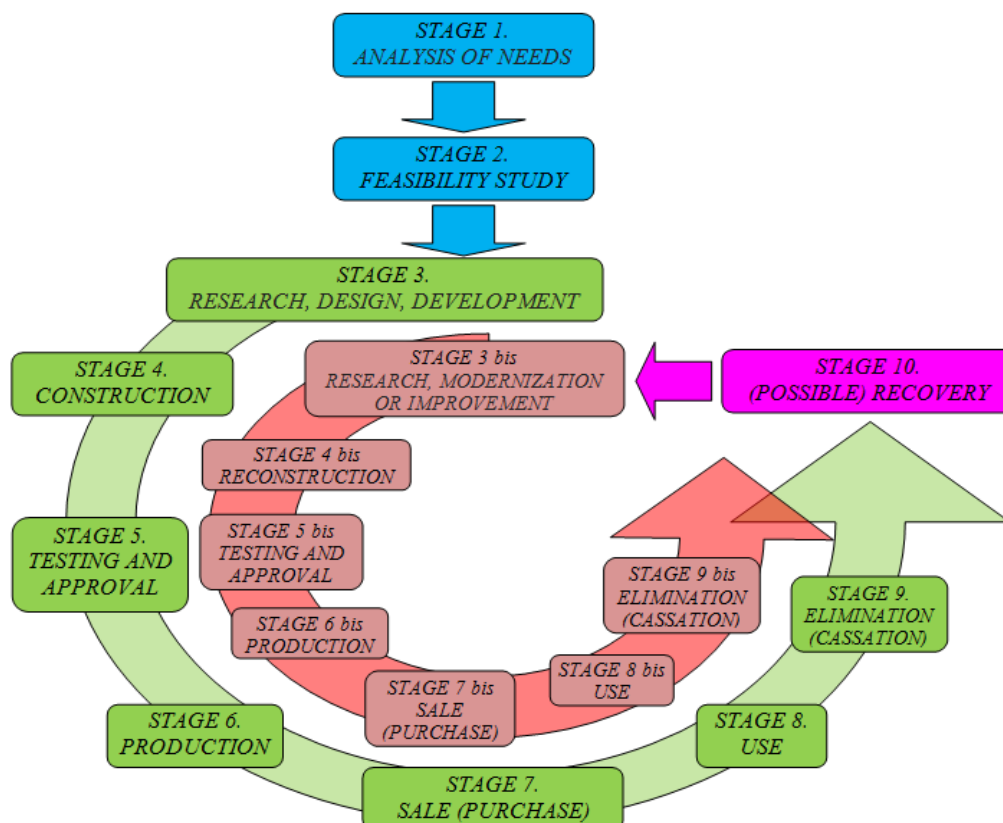 STAGE 1.
ANALYSIS OF NEEDS
STAGE 2.
FEASIBILITY STUDY
STAGE 3.
RESEARCH, DESIGN, DEVELOPMENT
STAGE 3 bis
RESEARCH, MODERNIZATION
OR IMPROVEMENT
STAGE 10.
(POSSIBLE) RECOVERY
STAGE 4.
CONSTRUCTION
STAGE 4 bis
RECONSTRUCTION
STAGE 5.
TESTING AND
APPROVAL
STAGE 5 bis
TESTING AND
APPROVAL
STAGE 9 bis
ELIMINATION
(CASSATION)
STAGE 9.
ELIMINATION
(CASSATION)
STAGE 6 bis
PRODUCTION
STAGE 7 bis
SALE
(PURCHASE)
STAGE 8 bis
USE
STAGE 6.
PRODUCTION
STAGE 8.
USE
STAGE 7.
SALE (PURCHASE)